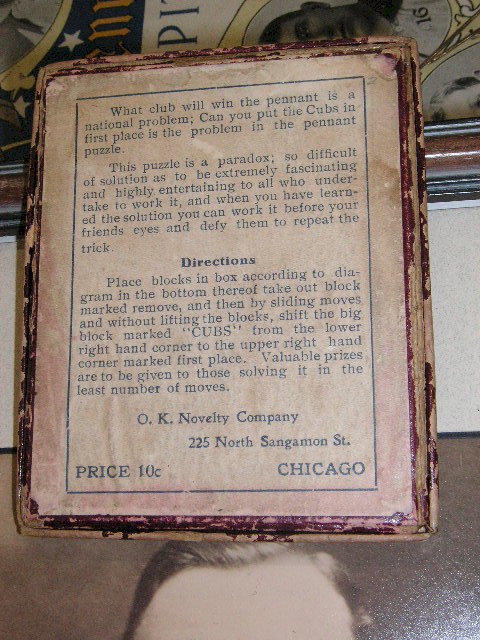 What club will win the pennant is a
national problem; Can you put the Cubs in
first place is the problem in the pennant
puzzle.
This puzzle is a paradox; so difficult
of solution as to be extremely fascinating
and highly entertaining to all who under-
take to work it, and when you have learn-
ed the solution you can work it before your
friends eyes and defy them to repeat the
trick.
Directions
Place blocks in box according to dia-
gram in the bottom thereof take out block
marked remove, and then by sliding moves
and without lifting the blocks, shift the big
block marked "CUBS" from the lower
right hand corner to the upper right hand
corner marked first place. Valuable prizes
are to be given to those solving it in the
least number of moves.
O. K. Novelty Company
225 North Sangamon St.
PRICE 10c CHICAGO